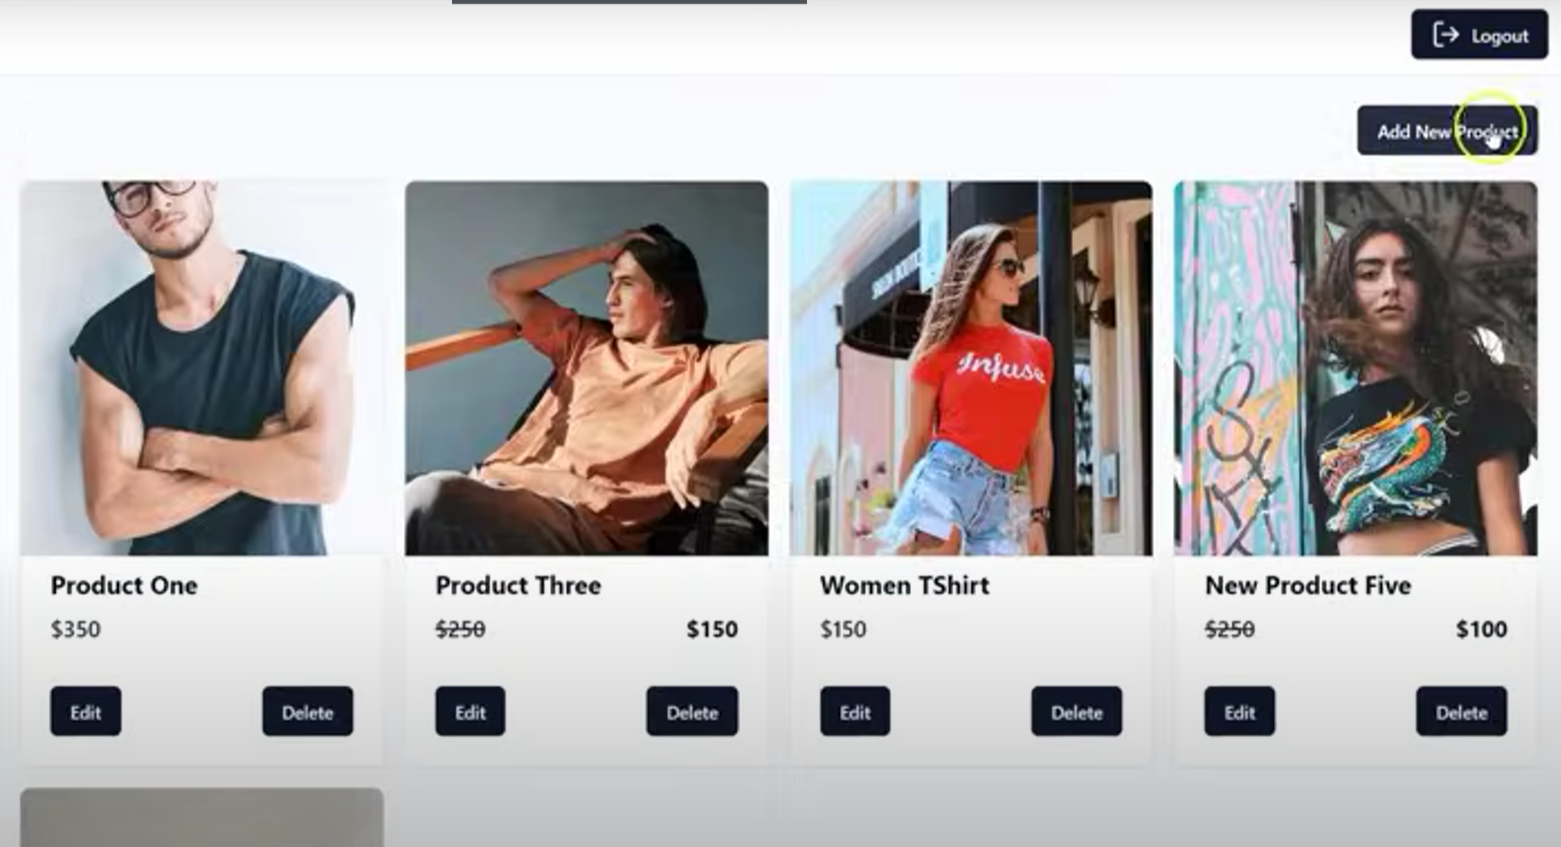 Logout
Add New Product
Infuse
Product One
$350
Edit
Delete
Product Three
$250
$150
Edit
Delete
Women TShirt
$150
Edit
Delete
New Product Five
$250
$100
Edit
Delete